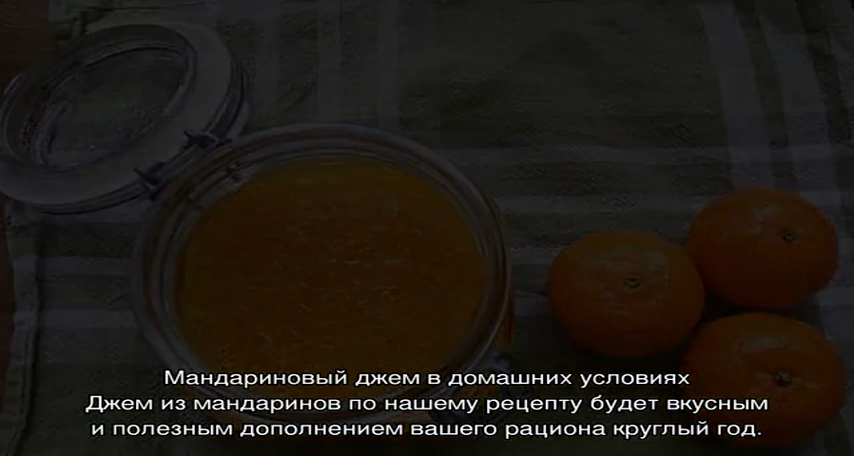 Мандариновый джем в домашних условиях
Джем из мандаринов по нашему рецепту будет вкусным
и полезным дополнением вашего рациона круглый год.